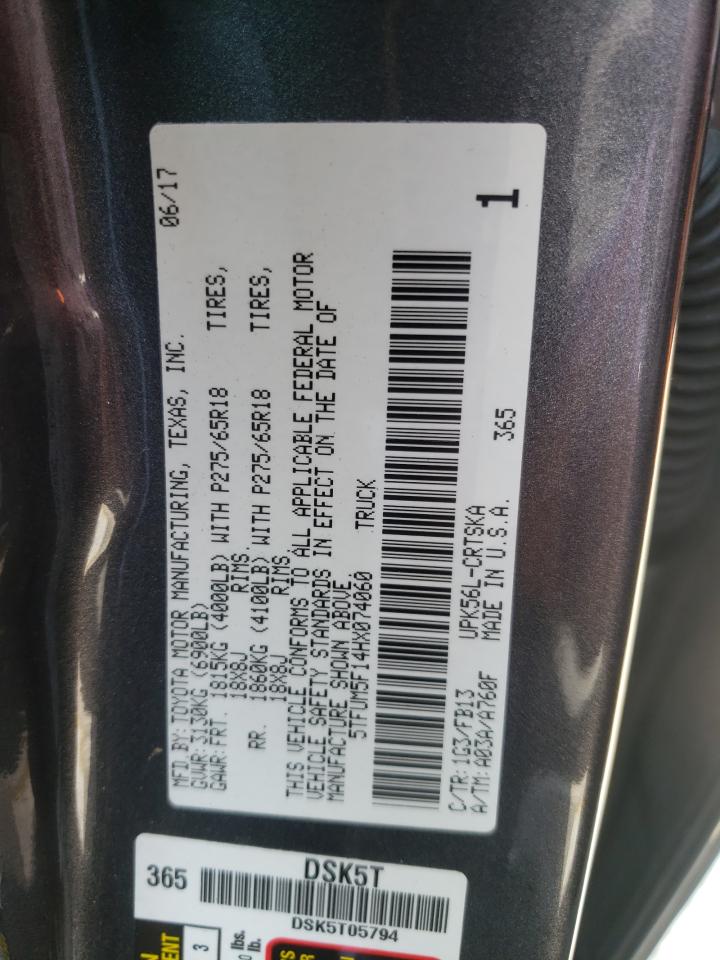 MFD.BY: TOYOTA MOTOR MANUFACTURING, TEXAS, INC. 06/17
GVWR: 3130KG (6900LB)
GAWR: FRT. 1815KG (4000LB) WITH P275/65R18 TIRES,
18X8J RIMS.
RR. 1860KG (4100LB) WITH P275/65R18 TIRES,
18X8J RIMS.
THIS VEHICLE CONFORMS TO ALL APPLICABLE FEDERAL MOTOR
VEHICLE SAFETY STANDARDS IN EFFECT ON THE DATE OF
MANUFACTURE SHOWN ABOVE
5TFUM5F14HX074060 TRUCK
C/TR: 1G3/FB13 UPK56L-CRTSKA 365 1
A/TM: A03A/A760F MADE IN U.S.A.
365 DSK5T
DSK5T05794
3
lbs.
lb.